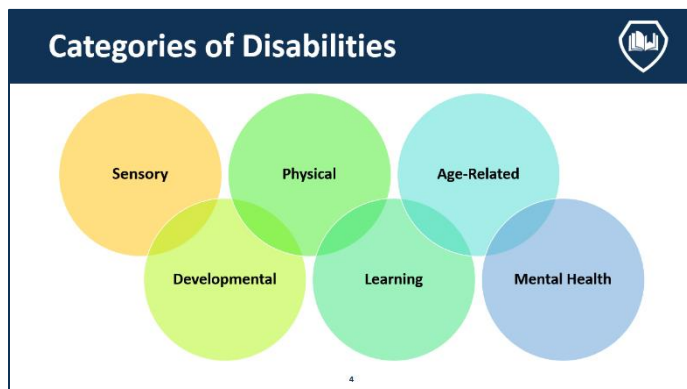 Categories of Disabilities
Sensory
Physical
Age-Related
Developmental
Learning
Mental Health
4